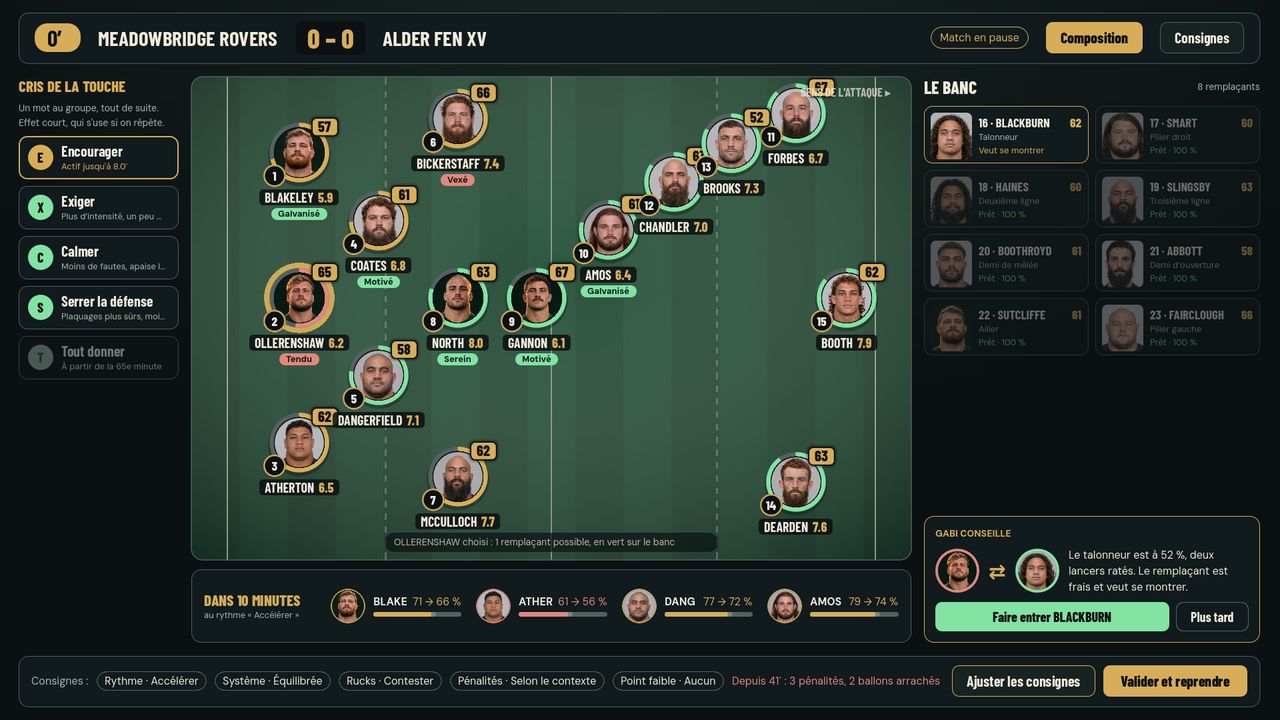 0′
MEADOWBRIDGE ROVERS
0 – 0
ALDER FEN XV
Match en pause
Composition
Consignes
CRIS DE LA TOUCHE
Un mot au groupe, tout de suite.
Effet court, qui s'use si on répète.
E
Encourager
Actif jusqu'à 8.0′
X
Exiger
Plus d'intensité, un peu …
C
Calmer
Moins de fautes, apaise l…
S
Serrer la défense
Plaquages plus sûrs, moi…
T
Tout donner
À partir de la 65e minute
SENS DE L'ATTAQUE ▸
57
1
BLAKELEY 5.9
Galvanisé
66
6
BICKERSTAFF 7.4
Vexé
67
11
FORBES 6.7
52
13
BROOKS 7.3
12
CHANDLER 7.0
61
4
COATES 6.8
Motivé
61
10
AMOS 6.4
Galvanisé
65
2
OLLERENSHAW 6.2
Tendu
63
8
NORTH 8.0
Serein
67
9
GANNON 6.1
Motivé
62
15
BOOTH 7.9
58
5
DANGERFIELD 7.1
62
3
ATHERTON 6.5
62
7
MCCULLOCH 7.7
63
14
DEARDEN 7.6
OLLERENSHAW choisi : 1 remplaçant possible, en vert sur le banc
DANS 10 MINUTES
au rythme « Accélérer »
BLAKE 71 → 66 %
ATHER 61 → 56 %
DANG 77 → 72 %
AMOS 79 → 74 %
LE BANC
8 remplaçants
16 · BLACKBURN 62
Talonneur
Veut se montrer
17 · SMART 60
Pilier droit
Prêt · 100 %
18 · HAINES 60
Deuxième ligne
Prêt · 100 %
19 · SLINGSBY 63
Troisième ligne
Prêt · 100 %
20 · BOOTHROYD 61
Demi de mêlée
Prêt · 100 %
21 · ABBOTT 58
Demi d'ouverture
Prêt · 100 %
22 · SUTCLIFFE 61
Ailier
Prêt · 100 %
23 · FAIRCLOUGH 66
Pilier gauche
Prêt · 100 %
GABI CONSEILLE
Le talonneur est à 52 %, deux
lancers ratés. Le remplaçant est
frais et veut se montrer.
Faire entrer BLACKBURN
Plus tard
Consignes :
Rythme · Accélérer
Système · Équilibrée
Rucks · Contester
Pénalités · Selon le contexte
Point faible · Aucun
Depuis 41′ : 3 pénalités, 2 ballons arrachés
Ajuster les consignes
Valider et reprendre